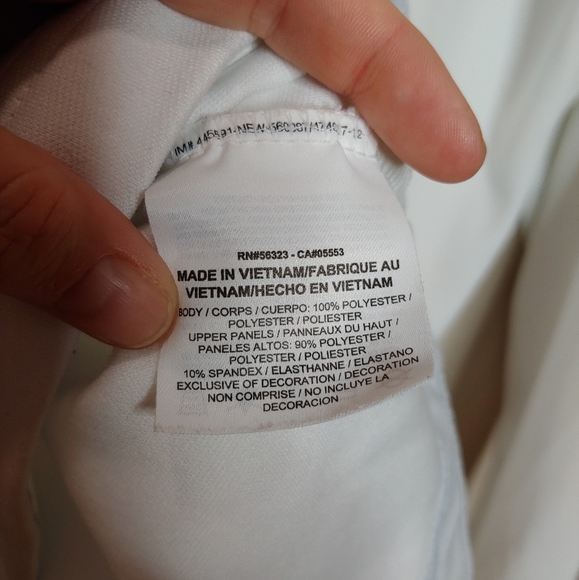 RN#56323 - CA#05553
MADE IN VIETNAM/FABRIQUE AU
VIETNAM/HECHO EN VIETNAM
BODY / CORPS / CUERPO: 100% POLYESTER /
POLYESTER / POLIESTER
UPPER PANELS / PANNEAUX DU HAUT /
PANELES ALTOS: 90% POLYESTER /
POLYESTER / POLIESTER
10% SPANDEX / ELASTHANNE / ELASTANO
EXCLUSIVE OF DECORATION / DECORATION
NON COMPRISE / NO INCLUYE LA
DECORACION